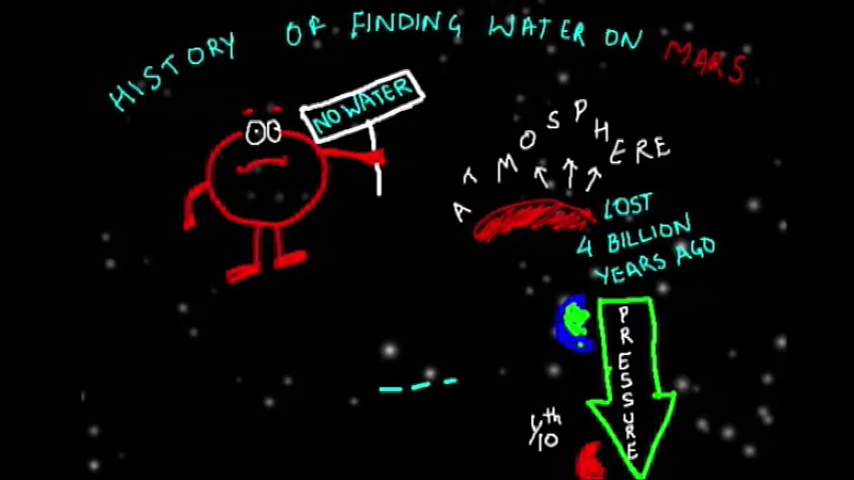 HISTORY OF FINDING WATER ON MARS
NO WATER
ATMOSPHERE
LOST
4 BILLION
YEARS AGO
PRESSURE
1/10th